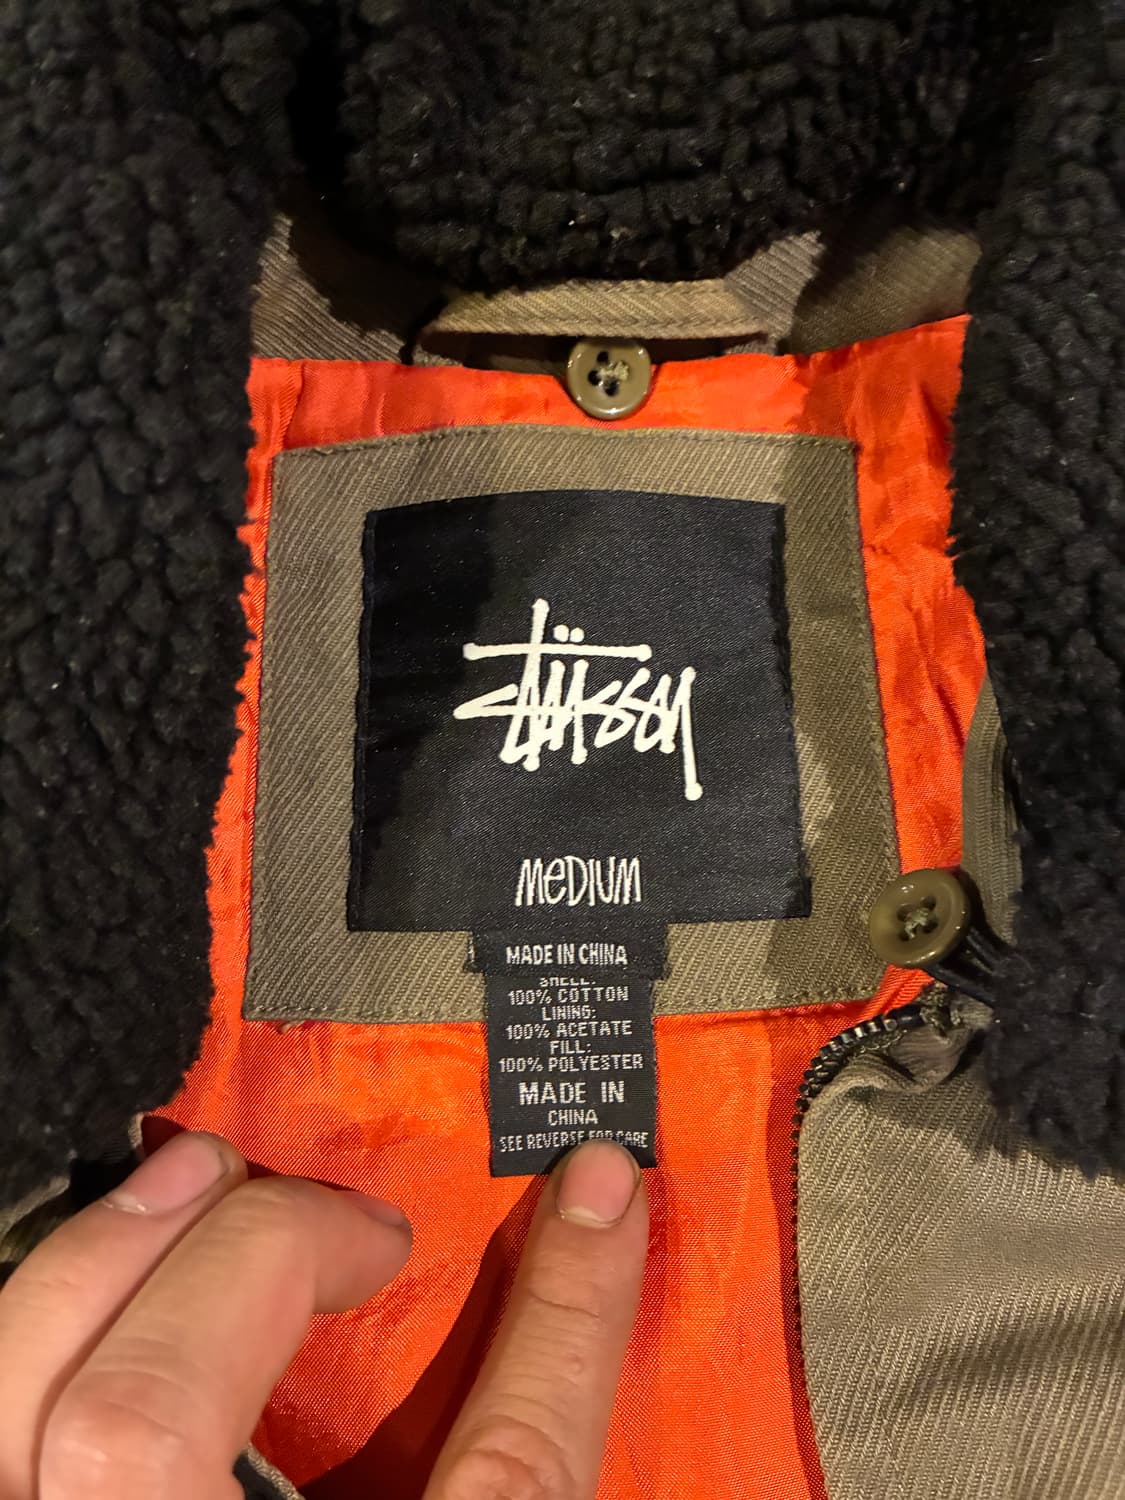 Stüssy
MEDIUM
MADE IN CHINA
SHELL:
100% COTTON
LINING:
100% ACETATE
FILL:
100% POLYESTER
MADE IN
CHINA
SEE REVERSE FOR CARE